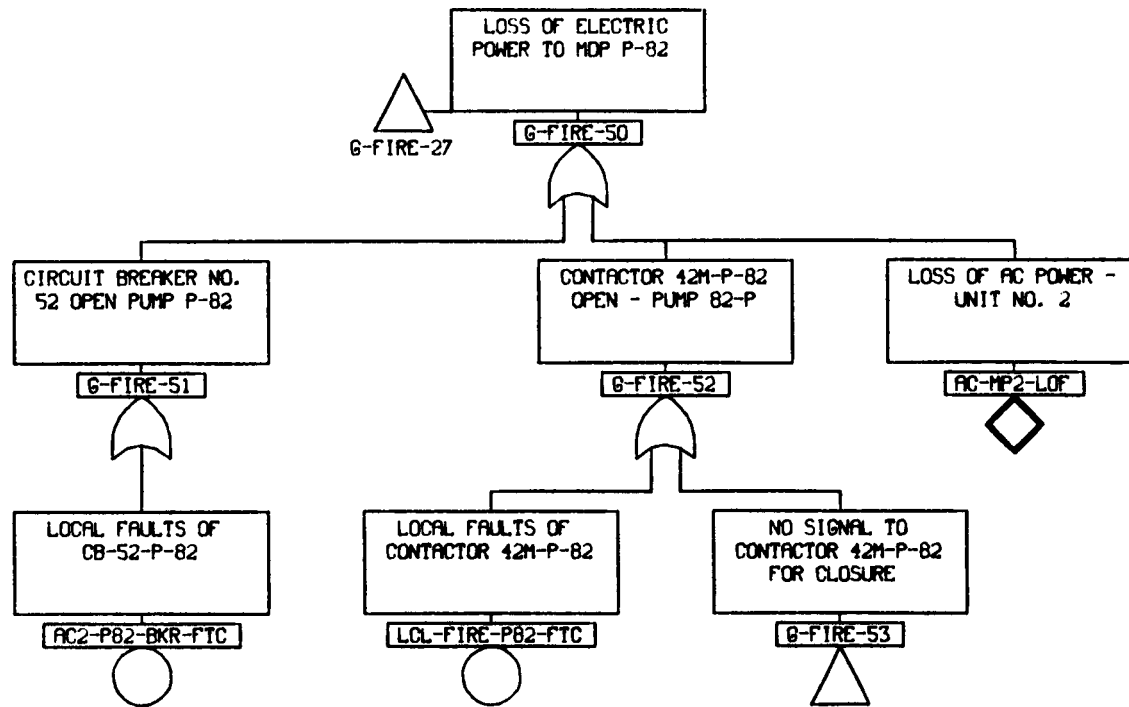 LOSS OF ELECTRIC
POWER TO MDP P-82
G-FIRE-27
G-FIRE-50
CIRCUIT BREAKER NO.
52 OPEN PUMP P-82
G-FIRE-51
CONTACTOR 42M-P-82
OPEN - PUMP 82-P
G-FIRE-52
LOSS OF AC POWER -
UNIT NO. 2
AC-MP2-LOF
LOCAL FAULTS OF
CB-52-P-82
AC2-P82-BKR-FTC
LOCAL FAULTS OF
CONTACTOR 42M-P-82
LCL-FIRE-P82-FTC
NO SIGNAL TO
CONTACTOR 42M-P-82
FOR CLOSURE
G-FIRE-53